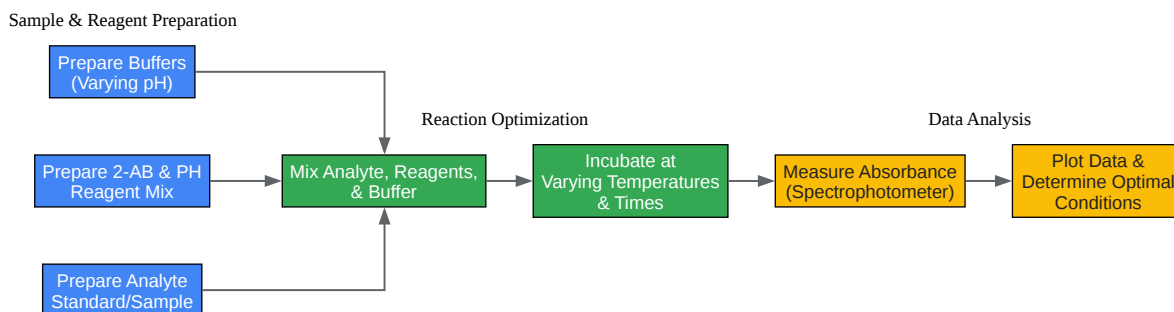 Sample & Reagent Preparation
Prepare Buffers
(Varying pH)
Reaction Optimization
Data Analysis
Prepare 2-AB & PH
Reagent Mix
Mix Analyte, Reagents,
& Buffer
Incubate at
Varying Temperatures
& Times
Measure Absorbance
(Spectrophotometer)
Plot Data &
Determine Optimal
Conditions
Prepare Analyte
Standard/Sample